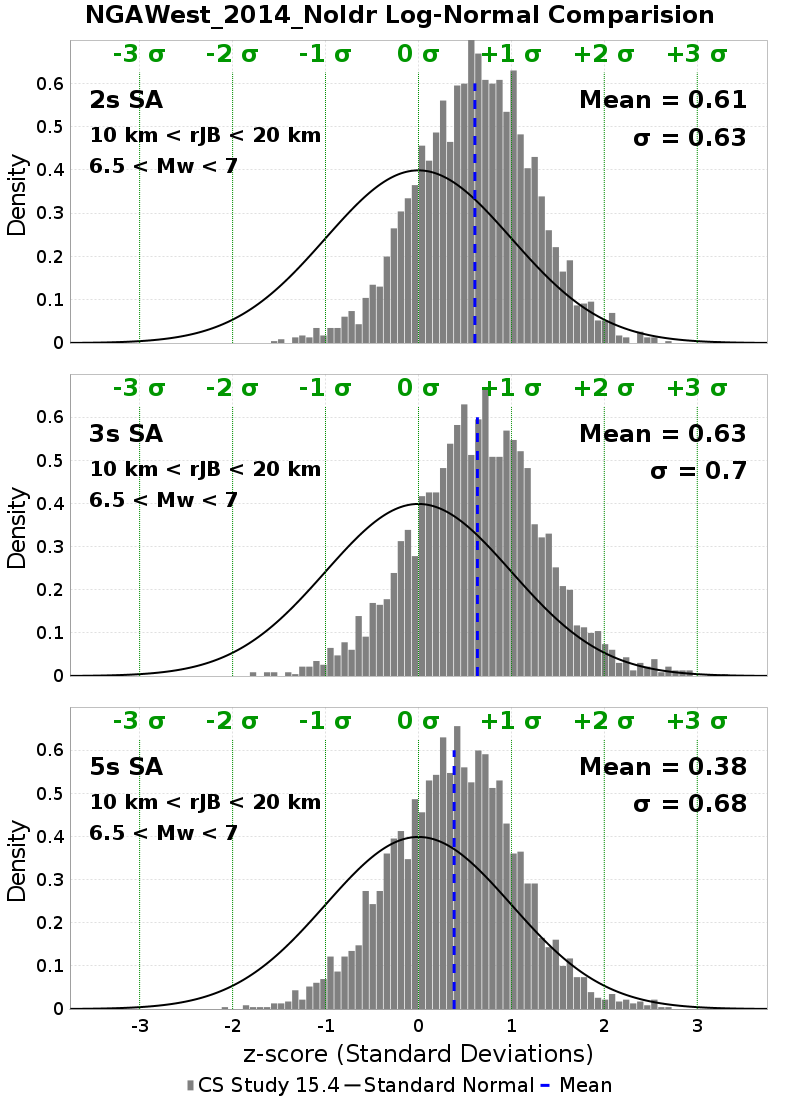 NGAWest_2014_NoIdr Log-Normal Comparision
-3 σ -2 σ -1 σ 0 σ +1 σ +2 σ +3 σ
2s SA
Mean = 0.61
10 km < rJB < 20 km
σ = 0.63
6.5 < Mw < 7
Density
0.6
0.5
0.4
0.3
0.2
0.1
0
-3 σ -2 σ -1 σ 0 σ +1 σ +2 σ +3 σ
3s SA
Mean = 0.63
10 km < rJB < 20 km
σ = 0.7
6.5 < Mw < 7
Density
0.6
0.5
0.4
0.3
0.2
0.1
0
-3 σ -2 σ -1 σ 0 σ +1 σ +2 σ +3 σ
5s SA
Mean = 0.38
10 km < rJB < 20 km
σ = 0.68
6.5 < Mw < 7
Density
0.6
0.5
0.4
0.3
0.2
0.1
0
-3 -2 -1 0 1 2 3
z-score (Standard Deviations)
CS Study 15.4 Standard Normal Mean